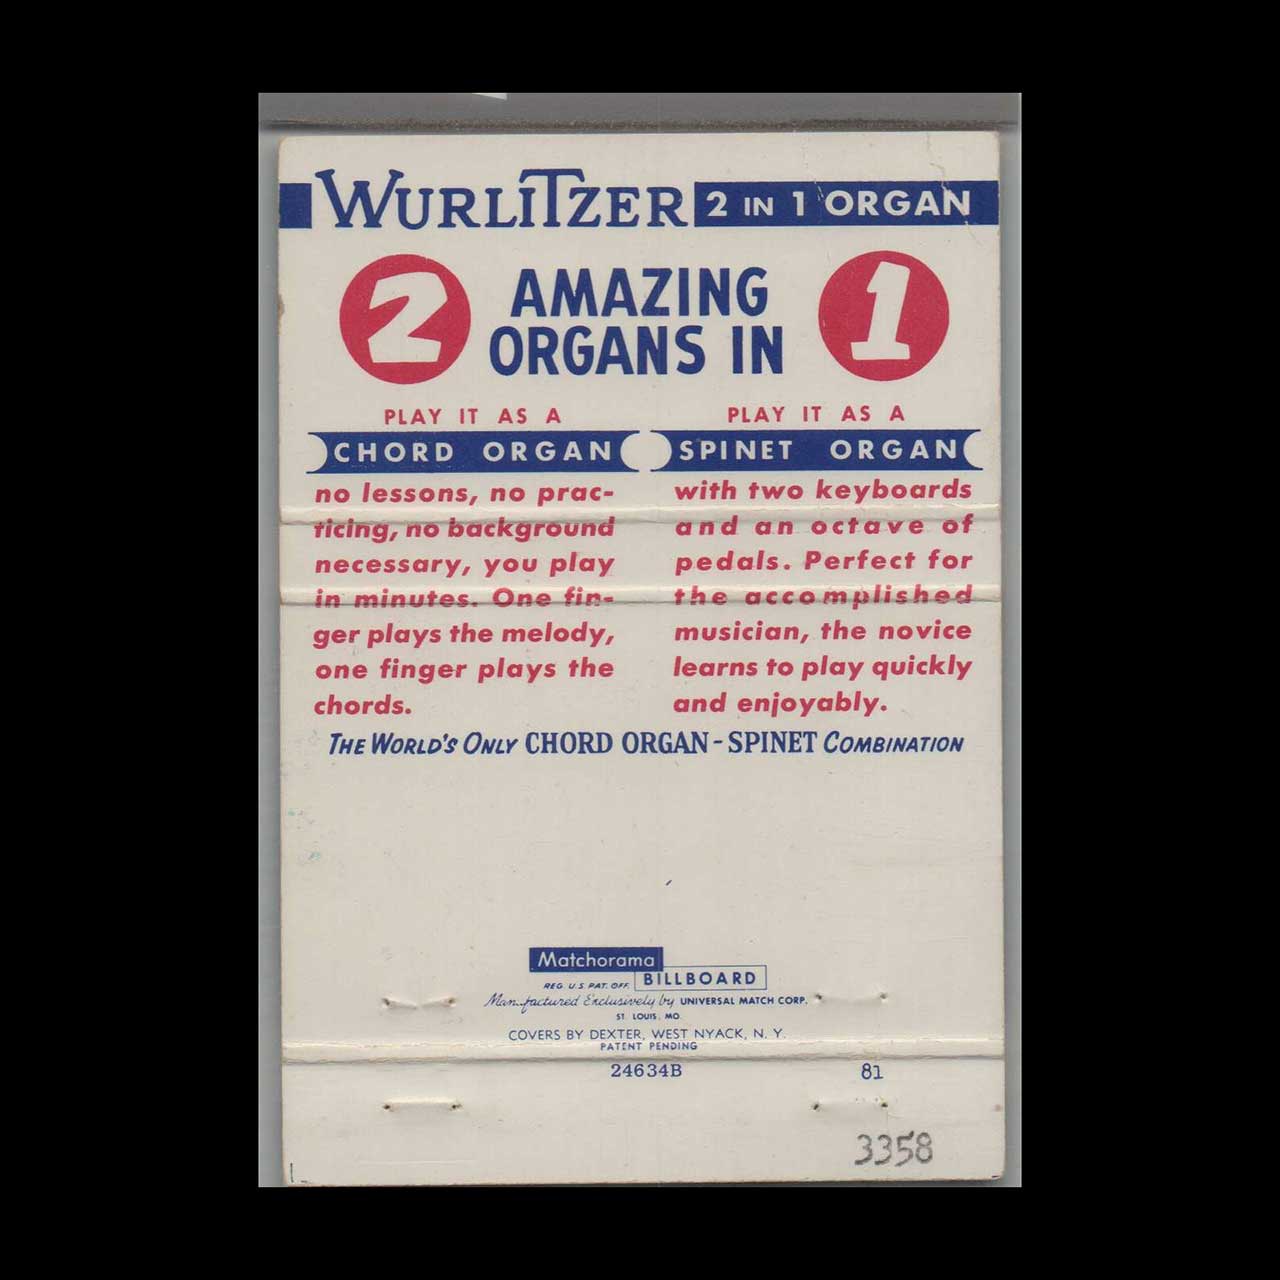 WURLITZER 2 IN 1 ORGAN
2 AMAZING ORGANS IN 1
PLAY IT AS A
CHORD ORGAN
no lessons, no prac-
ticing, no background
necessary, you play
in minutes. One fin-
ger plays the melody,
one finger plays the
chords.
PLAY IT AS A
SPINET ORGAN
with two keyboards
and an octave of
pedals. Perfect for
the accomplished
musician, the novice
learns to play quickly
and enjoyably.
THE WORLD'S ONLY CHORD ORGAN-SPINET COMBINATION
Matchorama
REG. U.S. PAT. OFF. BILLBOARD
Manufactured Exclusively by UNIVERSAL MATCH CORP.
ST. LOUIS, MO.
COVERS BY DEXTER, WEST NYACK, N. Y.
PATENT PENDING
24634B 81
3358